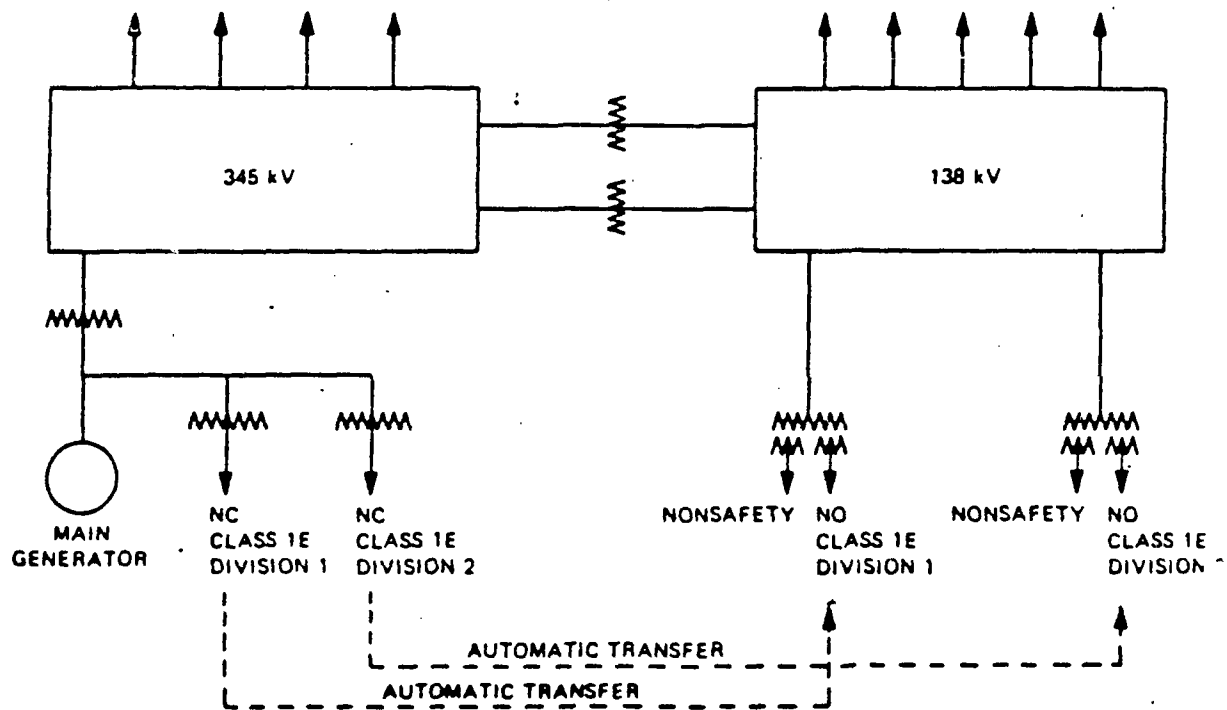 345 kV
138 kV
MAIN
GENERATOR
NC
CLASS 1E
DIVISION 1
NC
CLASS 1E
DIVISION 2
NONSAFETY
NO
CLASS 1E
DIVISION 1
NONSAFETY
NO
CLASS 1E
DIVISION
AUTOMATIC TRANSFER
AUTOMATIC TRANSFER